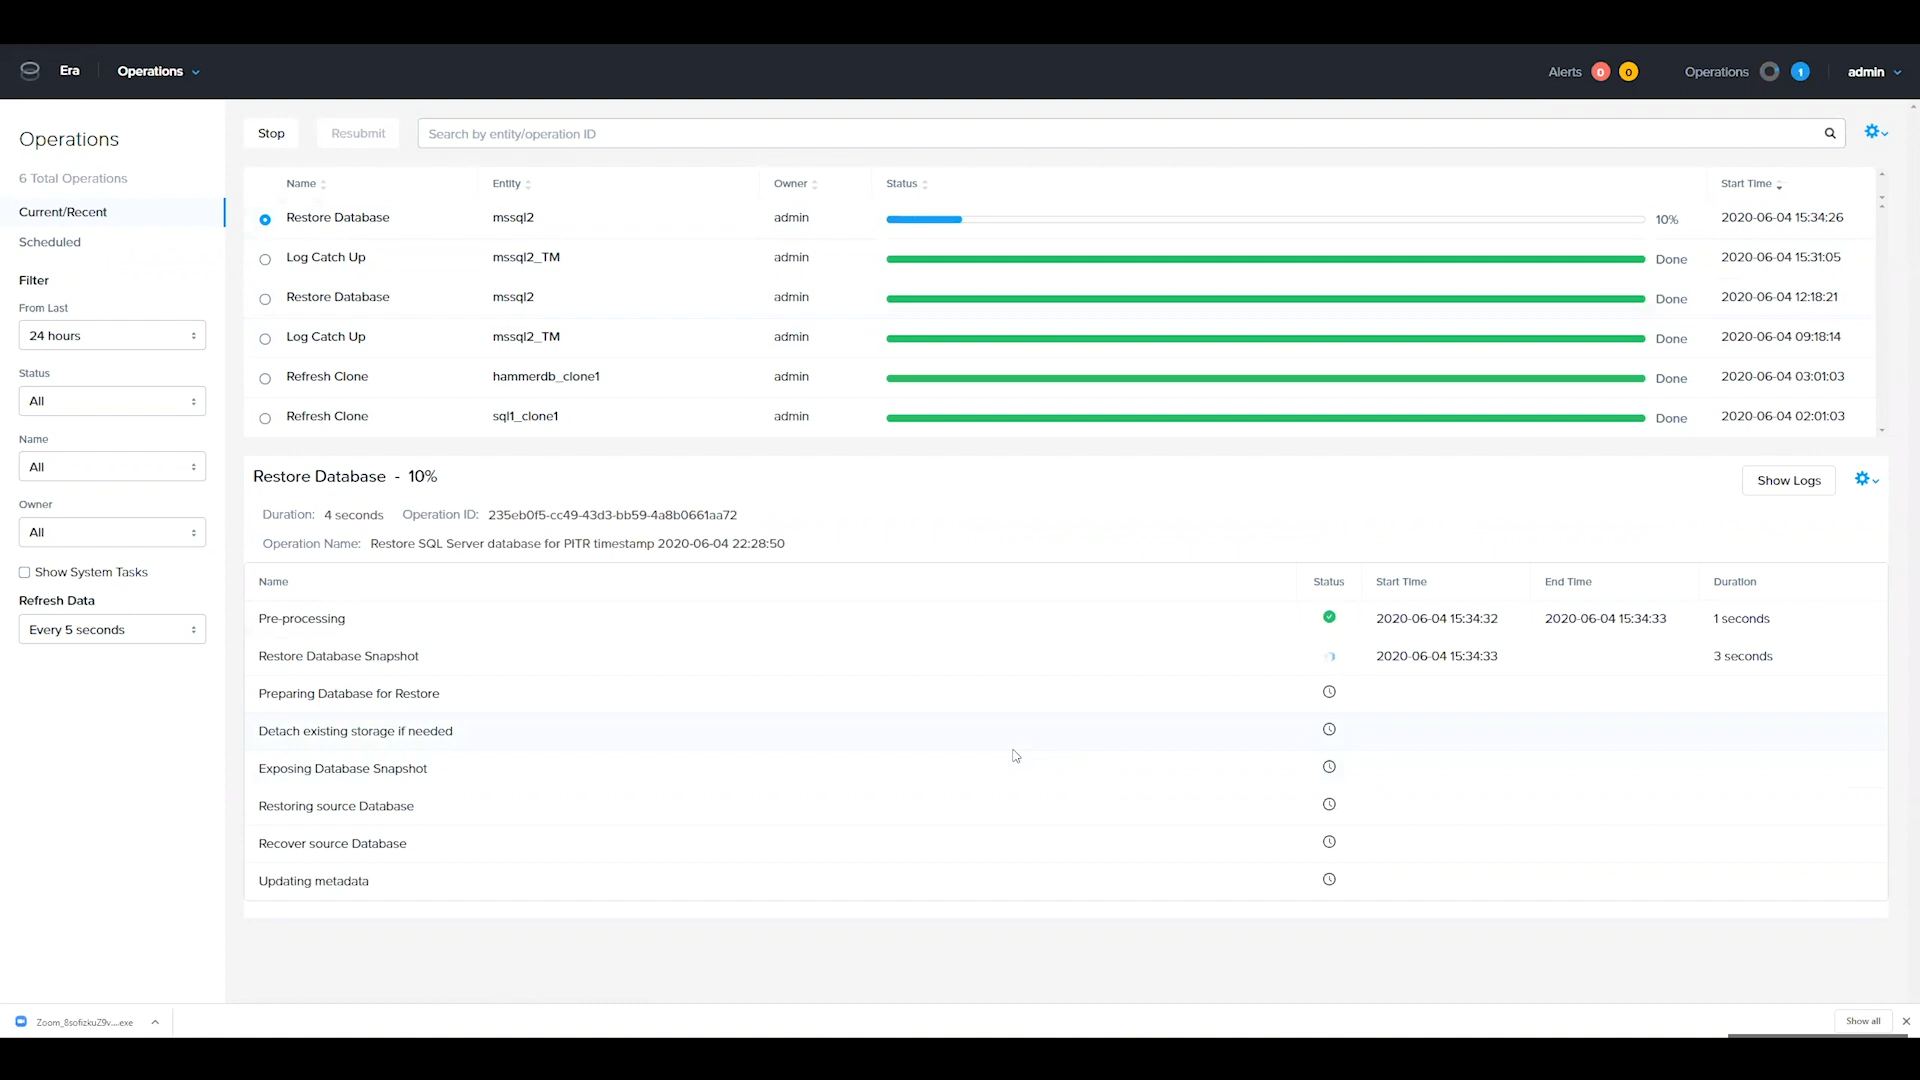 Era Operations Alerts 0 0 Operations 1 admin
Operations
6 Total Operations
Current/Recent
Scheduled
Filter
From Last
24 hours
Status
All
Name
All
Owner
All
Show System Tasks
Refresh Data
Every 5 seconds
Stop Resubmit Search by entity/operation ID
Name Entity Owner Status Start Time
Restore Database mssql2 admin 10% 2020-06-04 15:34:26
Log Catch Up mssql2_TM admin Done 2020-06-04 15:31:05
Restore Database mssql2 admin Done 2020-06-04 12:18:21
Log Catch Up mssql2_TM admin Done 2020-06-04 09:18:14
Refresh Clone hammerdb_clone1 admin Done 2020-06-04 03:01:03
Refresh Clone sql1_clone1 admin Done 2020-06-04 02:01:03
Restore Database - 10% Show Logs
Duration: 4 seconds Operation ID: 235eb0f5-cc49-43d3-bb59-4a8b0661aa72
Operation Name: Restore SQL Server database for PITR timestamp 2020-06-04 22:28:50
Name Status Start Time End Time Duration
Pre-processing 2020-06-04 15:34:32 2020-06-04 15:34:33 1 seconds
Restore Database Snapshot 2020-06-04 15:34:33 3 seconds
Preparing Database for Restore
Detach existing storage if needed
Exposing Database Snapshot
Restoring source Database
Recover source Database
Updating metadata
Zoom_8sofizkuZ9v....exe Show all